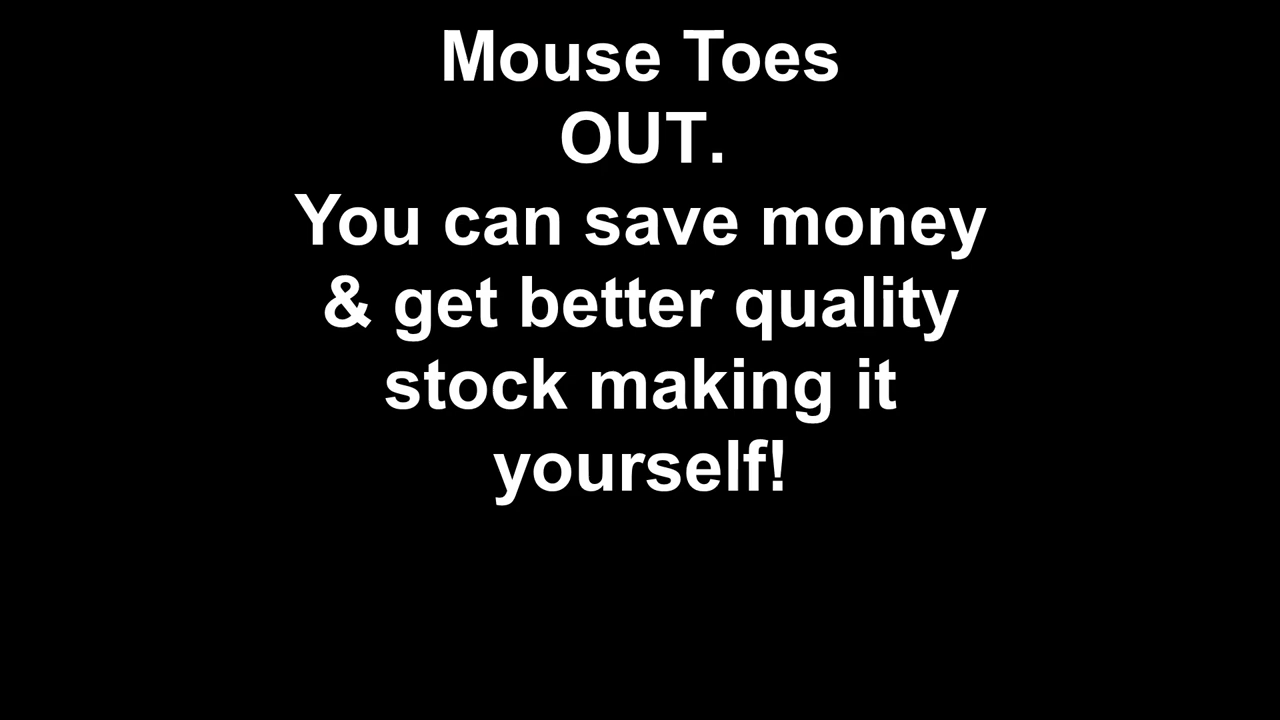 Mouse Toes
OUT.
You can save money
& get better quality
stock making it
yourself!